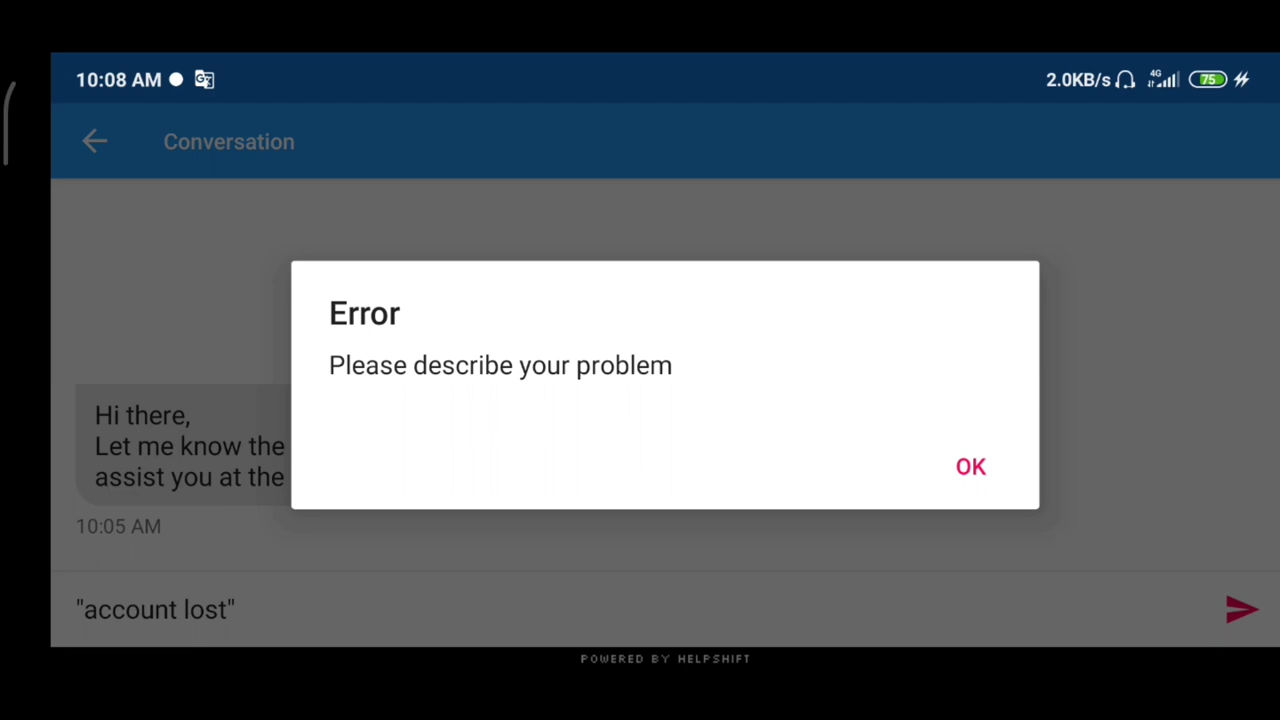 10:08 AM
2.0KB/s 4G 75
Conversation
Error
Please describe your problem
OK
Hi there,
Let me know the
assist you at the
10:05 AM
"account lost"
POWERED BY HELPSHIFT